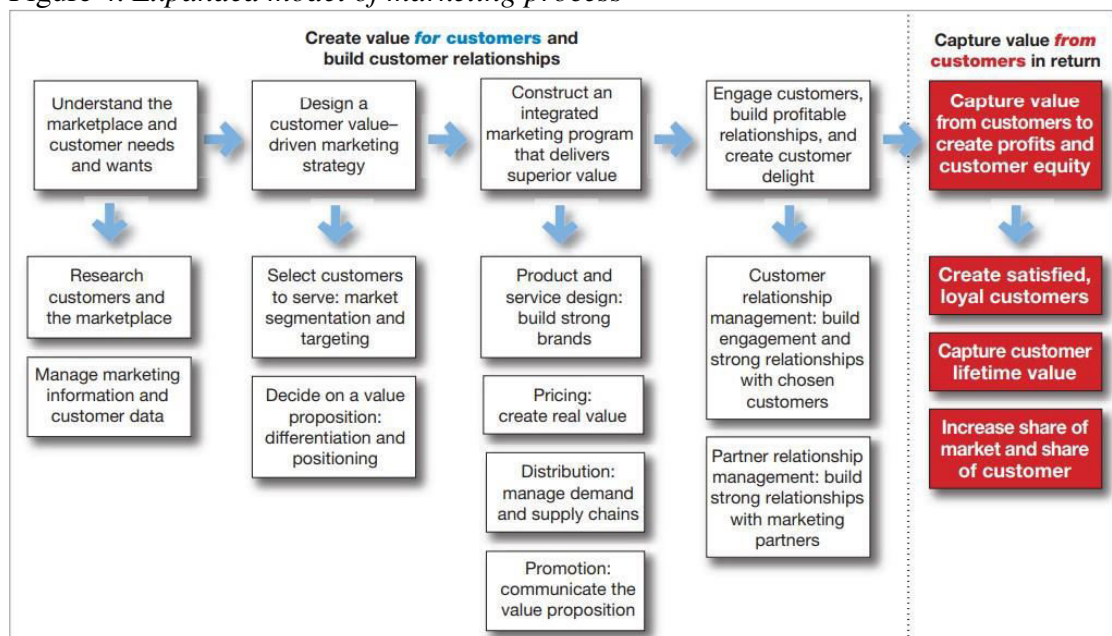 Figure 4. Expanded model of marketing process
Create value for customers and
build customer relationships
Capture value from
customers in return
Understand the
marketplace and
customer needs
and wants
Design a
customer value–
driven marketing
strategy
Construct an
integrated
marketing program
that delivers
superior value
Engage customers,
build profitable
relationships, and
create customer
delight
Capture value
from customers to
create profits and
customer equity
Research
customers and
the marketplace
Manage marketing
information and
customer data
Select customers
to serve: market
segmentation and
targeting
Decide on a value
proposition:
differentiation and
positioning
Product and
service design:
build strong
brands
Pricing:
create real value
Distribution:
manage demand
and supply chains
Promotion:
communicate the
value proposition
Customer
relationship
management: build
engagement and
strong relationships
with chosen
customers
Partner relationship
management: build
strong relationships
with marketing
partners
Create satisfied,
loyal customers
Capture customer
lifetime value
Increase share of
market and share
of customer